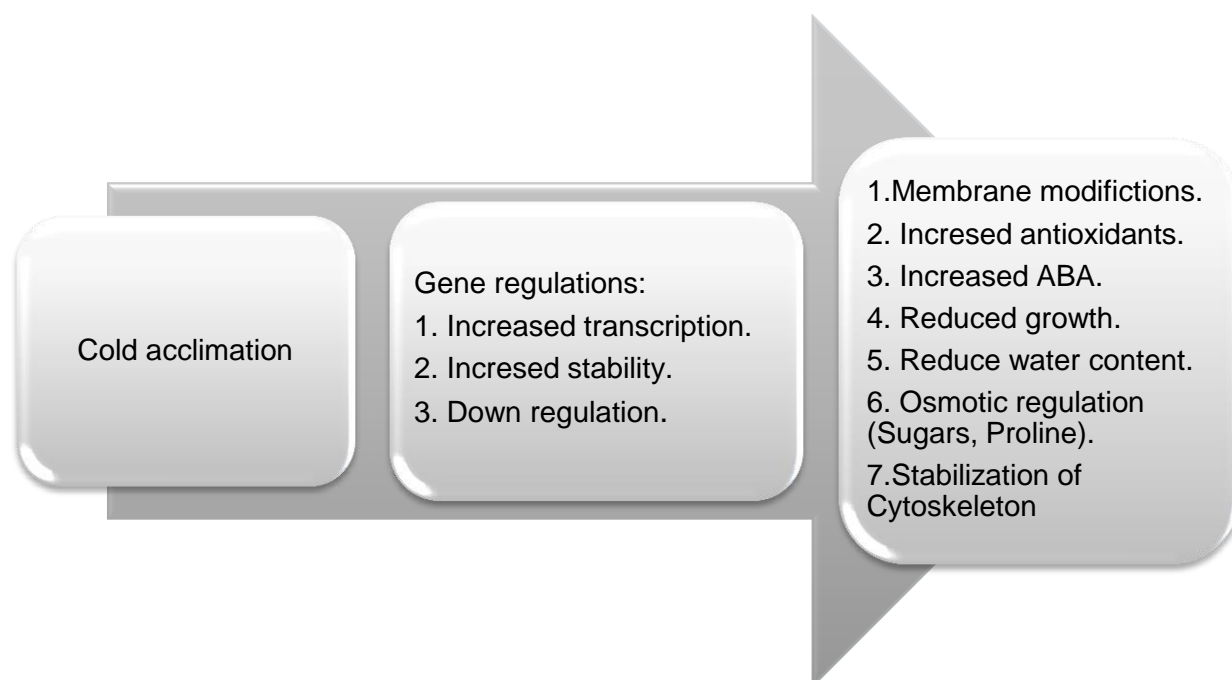 Cold acclimation
Gene regulations:
1. Increased transcription.
2. Incresed stability.
3. Down regulation.
1.Membrane modifictions.
2. Incresed antioxidants.
3. Increased ABA.
4. Reduced growth.
5. Reduce water content.
6. Osmotic regulation
(Sugars, Proline).
7.Stabilization of
Cytoskeleton